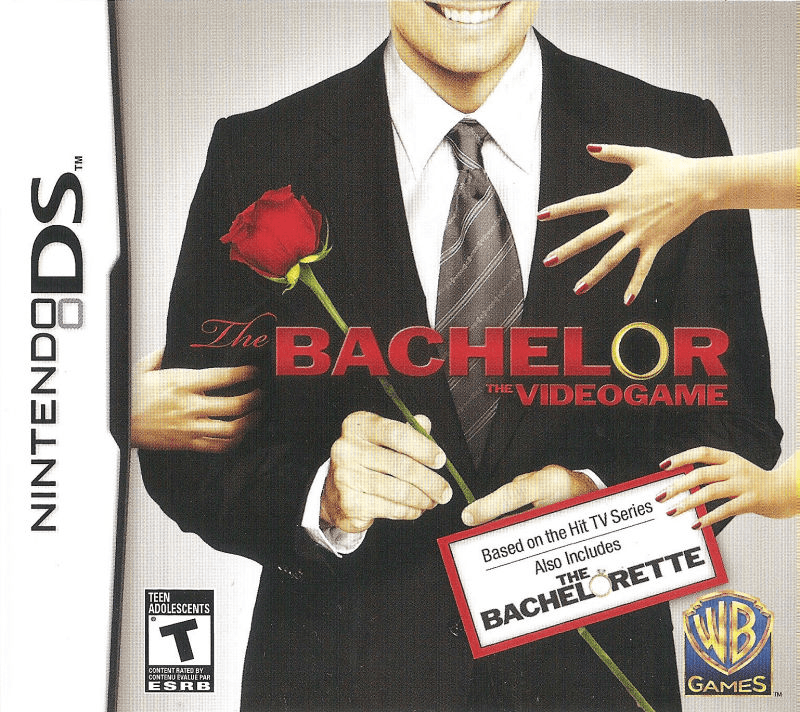 NINTENDO DS™
The BACHELOR
THE VIDEOGAME
Based on the Hit TV Series
Also Includes
THE
BACHELORETTE
TEEN
ADOLESCENTS
T
®
CONTENT RATED BY
CONTENU ÉVALUÉ PAR
ESRB
WB
GAMES
TM